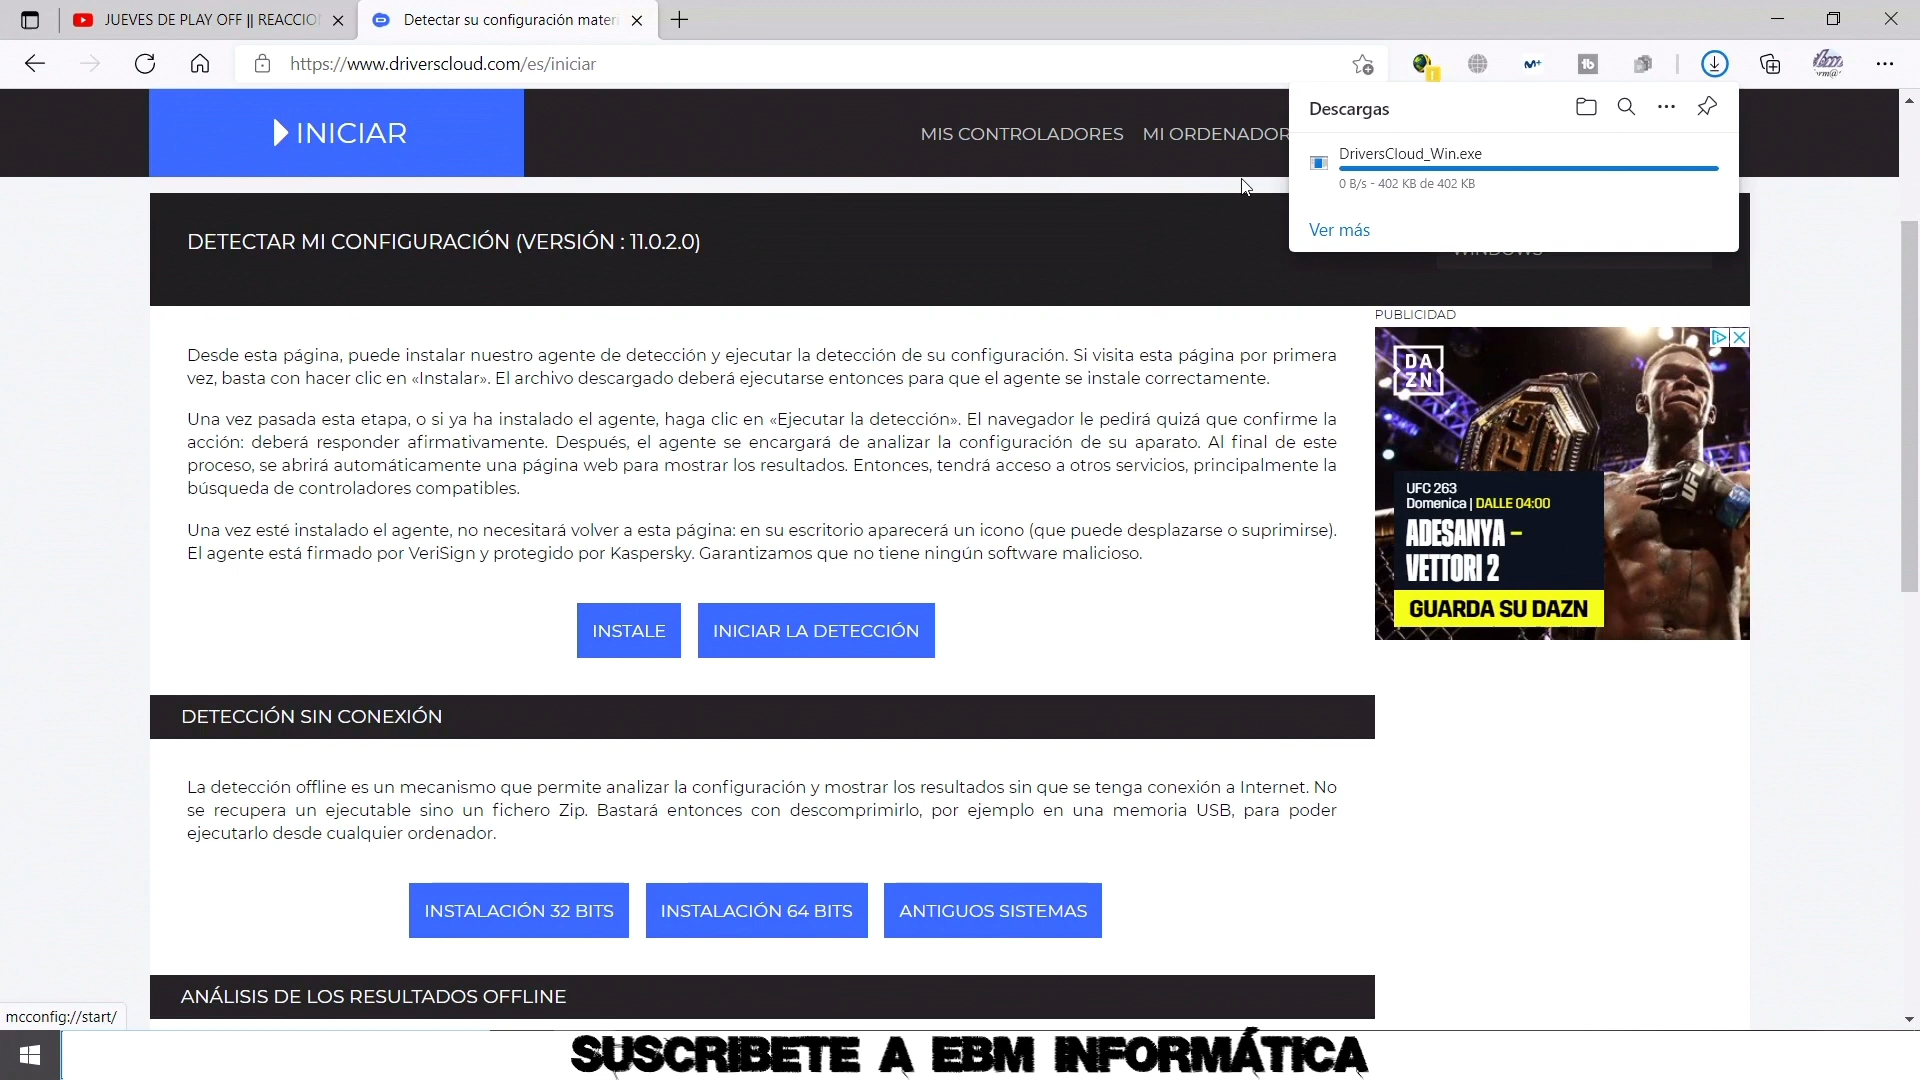 JUEVES DE PLAY OFF || REACCIO
Detectar su configuración mater
https://www.driverscloud.com/es/iniciar
Descargas
DriversCloud_Win.exe
0 B/s - 402 KB de 402 KB
Ver más
INICIAR
MIS CONTROLADORES
MI ORDENADOR
DETECTAR MI CONFIGURACIÓN (VERSIÓN : 11.0.2.0)
WINDOWS
Desde esta página, puede instalar nuestro agente de detección y ejecutar la detección de su configuración. Si visita esta página por primera
vez, basta con hacer clic en «Instalar». El archivo descargado deberá ejecutarse entonces para que el agente se instale correctamente.
Una vez pasada esta etapa, o si ya ha instalado el agente, haga clic en «Ejecutar la detección». El navegador le pedirá quizá que confirme la
acción: deberá responder afirmativamente. Después, el agente se encargará de analizar la configuración de su aparato. Al final de este
proceso, se abrirá automáticamente una página web para mostrar los resultados. Entonces, tendrá acceso a otros servicios, principalmente la
búsqueda de controladores compatibles.
Una vez esté instalado el agente, no necesitará volver a esta página: en su escritorio aparecerá un icono (que puede desplazarse o suprimirse).
El agente está firmado por VeriSign y protegido por Kaspersky. Garantizamos que no tiene ningún software malicioso.
INSTALE
INICIAR LA DETECCIÓN
PUBLICIDAD
DA
ZN
UFC 263
Domenica | DALLE 04:00
ADESANYA –
VETTORI 2
GUARDA SU DAZN
DETECCIÓN SIN CONEXIÓN
La detección offline es un mecanismo que permite analizar la configuración y mostrar los resultados sin que se tenga conexión a Internet. No
se recupera un ejecutable sino un fichero Zip. Bastará entonces con descomprimirlo, por ejemplo en una memoria USB, para poder
ejecutarlo desde cualquier ordenador.
INSTALACIÓN 32 BITS
INSTALACIÓN 64 BITS
ANTIGUOS SISTEMAS
ANÁLISIS DE LOS RESULTADOS OFFLINE
mcconfig://start/
SUSCRIBETE A EBM INFORMÁTICA